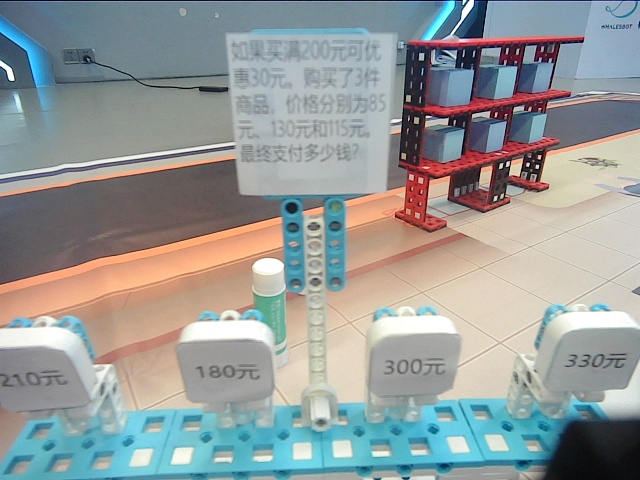 如果买满200元可优
惠30元。购买了3件
商品，价格分别为85
元、130元和115元。
最终支付多少钱?
210元
180元
300元
330元
WHALESBOT